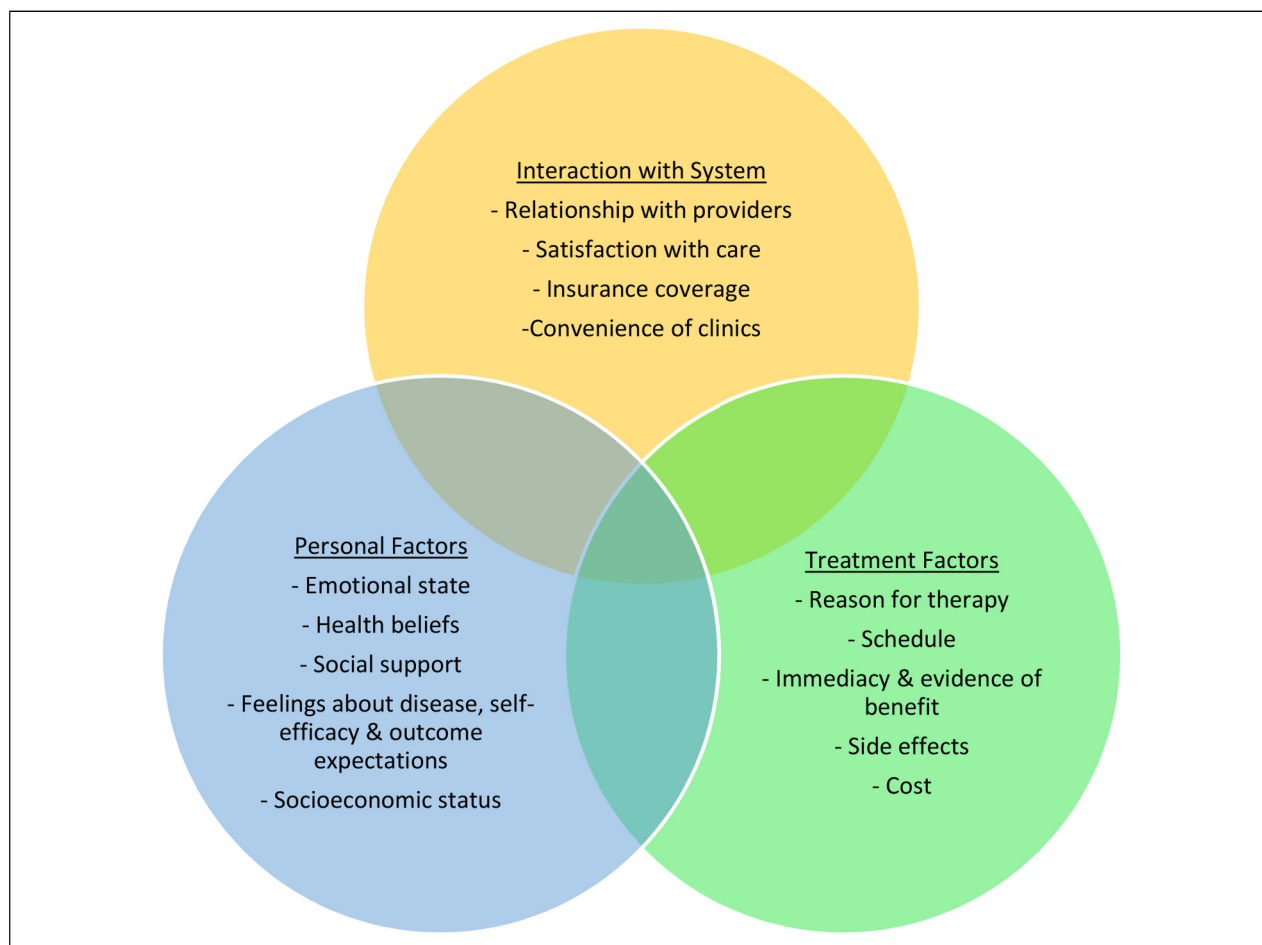 Interaction with System
- Relationship with providers
- Satisfaction with care
- Insurance coverage
-Convenience of clinics
Personal Factors
- Emotional state
- Health beliefs
- Social support
- Feelings about disease, self-
efficacy & outcome
expectations
- Socioeconomic status
Treatment Factors
- Reason for therapy
- Schedule
- Immediacy & evidence of
benefit
- Side effects
- Cost